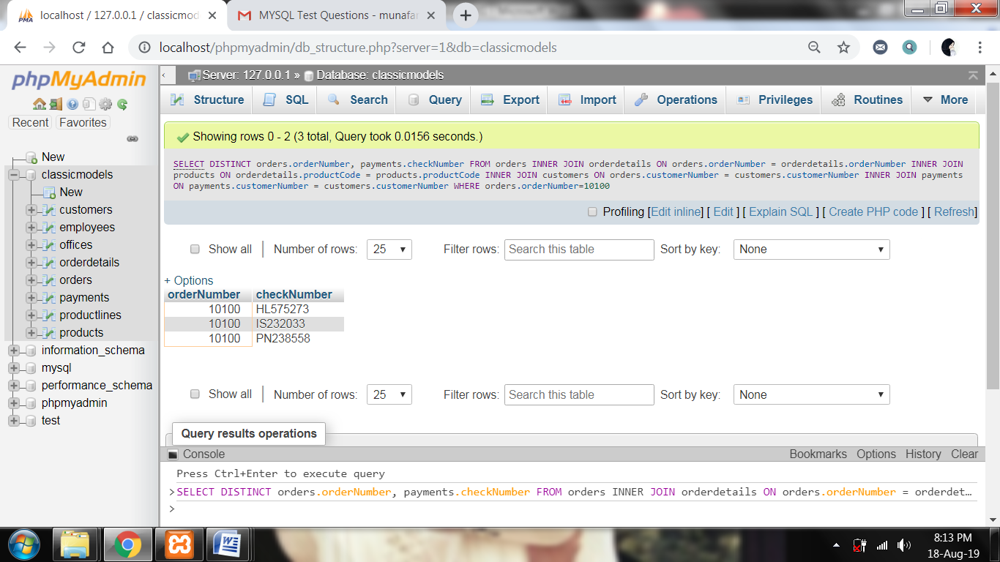 localhost / 127.0.0.1 / classicmod
MYSQL Test Questions - munafar
localhost/phpmyadmin/db_structure.php?server=1&db=classicmodels
phpMyAdmin
Recent Favorites
New
classicmodels
New
customers
employees
offices
orderdetails
orders
payments
productlines
products
information_schema
mysql
performance_schema
phpmyadmin
test
Server: 127.0.0.1 » Database: classicmodels
Structure SQL Search Query Export Import Operations Privileges Routines More
Showing rows 0 - 2 (3 total, Query took 0.0156 seconds.)
SELECT DISTINCT orders.orderNumber, payments.checkNumber FROM orders INNER JOIN orderdetails ON orders.orderNumber = orderdetails.orderNumber INNER JOIN
products ON orderdetails.productCode = products.productCode INNER JOIN customers ON orders.customerNumber = customers.customerNumber INNER JOIN payments
ON payments.customerNumber = customers.customerNumber WHERE orders.orderNumber=10100
Profiling [Edit inline] [ Edit ] [ Explain SQL ] [ Create PHP code ] [ Refresh]
Show all | Number of rows: 25 Filter rows: Search this table Sort by key: None
+ Options
orderNumber checkNumber
10100 HL575273
10100 IS232033
10100 PN238558
Show all | Number of rows: 25 Filter rows: Search this table Sort by key: None
Query results operations
Console Bookmarks Options History Clear
Press Ctrl+Enter to execute query
>SELECT DISTINCT orders.orderNumber, payments.checkNumber FROM orders INNER JOIN orderdetails ON orders.orderNumber = orderdet…
>
8:13 PM
18-Aug-19